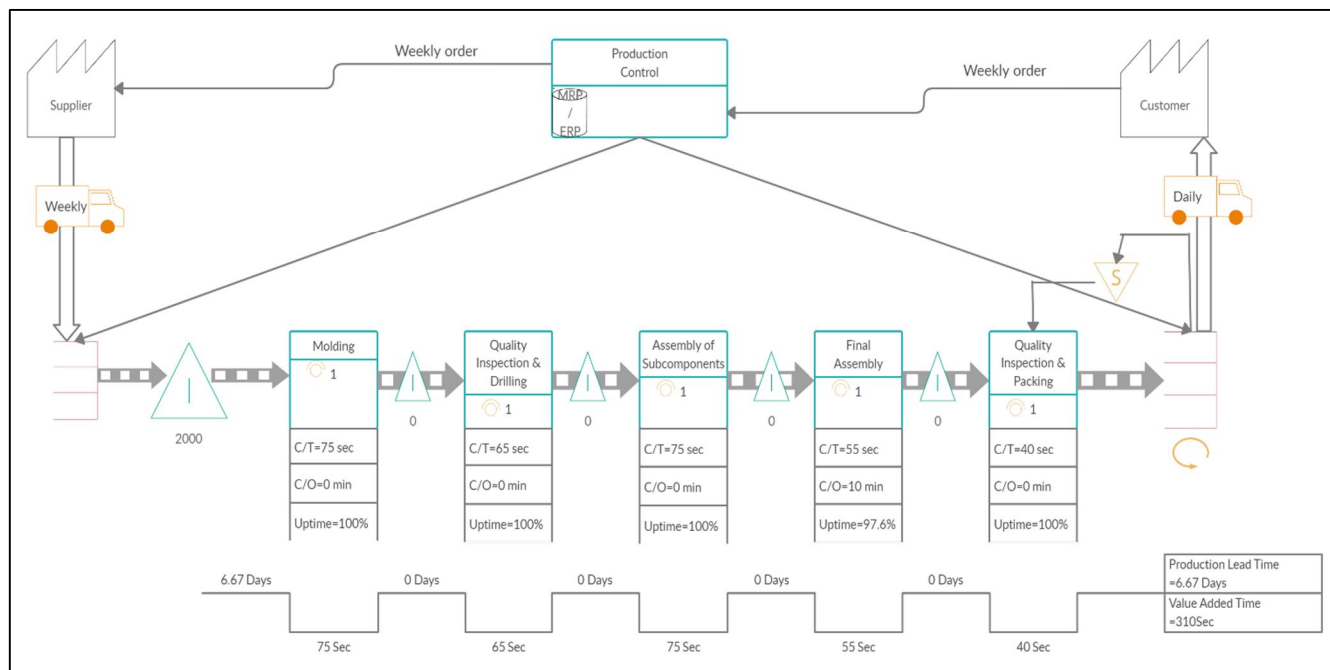 Weekly order
Production
Control
MRP
/
ERP
Weekly order
Supplier
Customer
Weekly
Daily
S
I
2000
Molding
1
C/T=75 sec
C/O=0 min
Uptime=100%
I
0
Quality
Inspection &
Drilling
1
C/T=65 sec
C/O=0 min
Uptime=100%
I
0
Assembly of
Subcomponents
1
C/T=75 sec
C/O=0 min
Uptime=100%
I
0
Final
Assembly
1
C/T=55 sec
C/O=10 min
Uptime=97.6%
I
0
Quality
Inspection &
Packing
1
C/T=40 sec
C/O=0 min
Uptime=100%
6.67 Days
0 Days
0 Days
0 Days
0 Days
75 Sec
65 Sec
75 Sec
55 Sec
40 Sec
Production Lead Time
=6.67 Days
Value Added Time
=310Sec